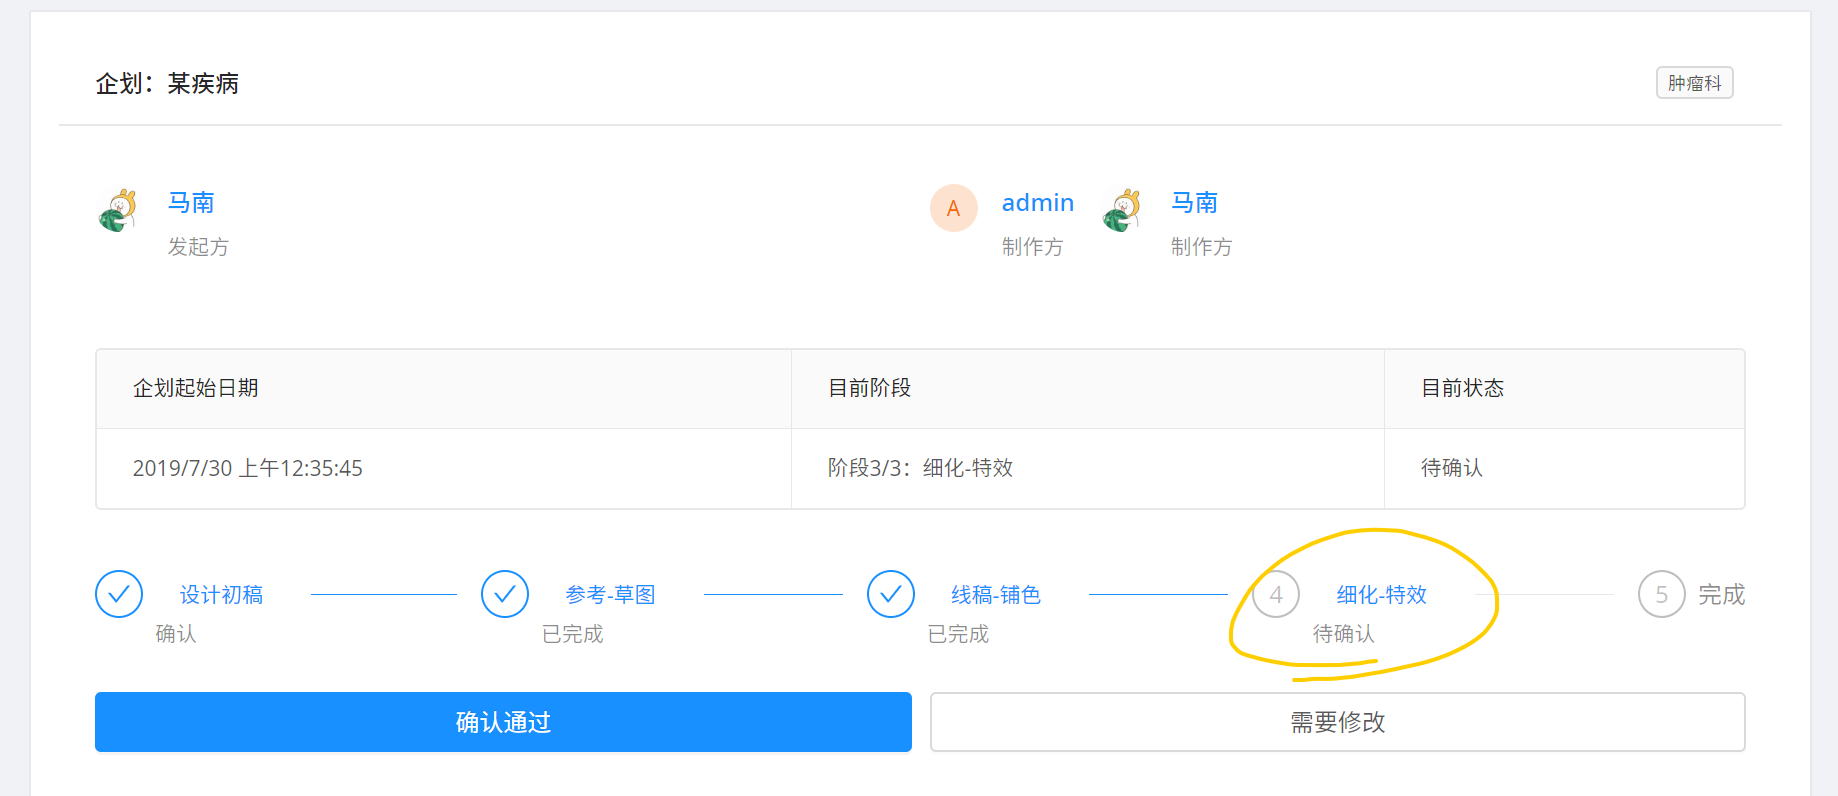 企划：某疾病
肿瘤科
马南
发起方
A
admin
制作方
马南
制作方
企划起始日期
目前阶段
目前状态
2019/7/30 上午12:35:45
阶段3/3：细化-特效
待确认
设计初稿
确认
参考-草图
已完成
线稿-铺色
已完成
4
细化-特效
待确认
5
完成
确认通过
需要修改